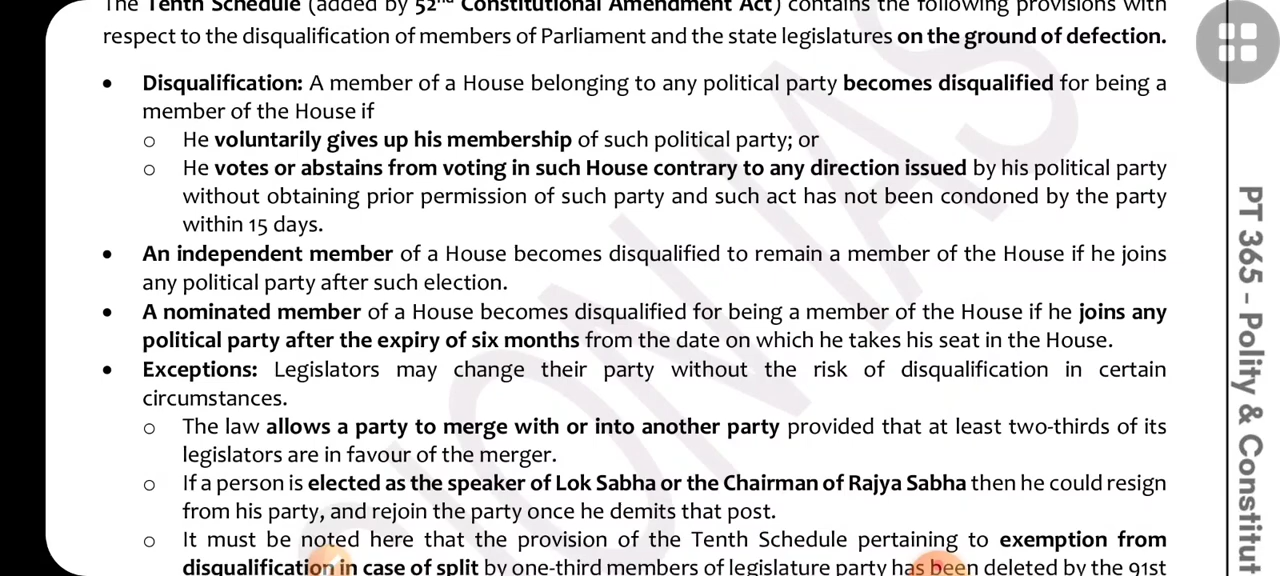 The Tenth Schedule (added by 52nd Constitutional Amendment Act) contains the following provisions with
respect to the disqualification of members of Parliament and the state legislatures on the ground of defection.
• Disqualification: A member of a House belonging to any political party becomes disqualified for being a
member of the House if
o He voluntarily gives up his membership of such political party; or
o He votes or abstains from voting in such House contrary to any direction issued by his political party
without obtaining prior permission of such party and such act has not been condoned by the party
within 15 days.
• An independent member of a House becomes disqualified to remain a member of the House if he joins
any political party after such election.
• A nominated member of a House becomes disqualified for being a member of the House if he joins any
political party after the expiry of six months from the date on which he takes his seat in the House.
• Exceptions: Legislators may change their party without the risk of disqualification in certain
circumstances.
o The law allows a party to merge with or into another party provided that at least two-thirds of its
legislators are in favour of the merger.
o If a person is elected as the speaker of Lok Sabha or the Chairman of Rajya Sabha then he could resign
from his party, and rejoin the party once he demits that post.
o It must be noted here that the provision of the Tenth Schedule pertaining to exemption from
disqualification in case of split by one-third members of legislature party has been deleted by the 91st
PT 365 - Polity & Constitut
ION IAS